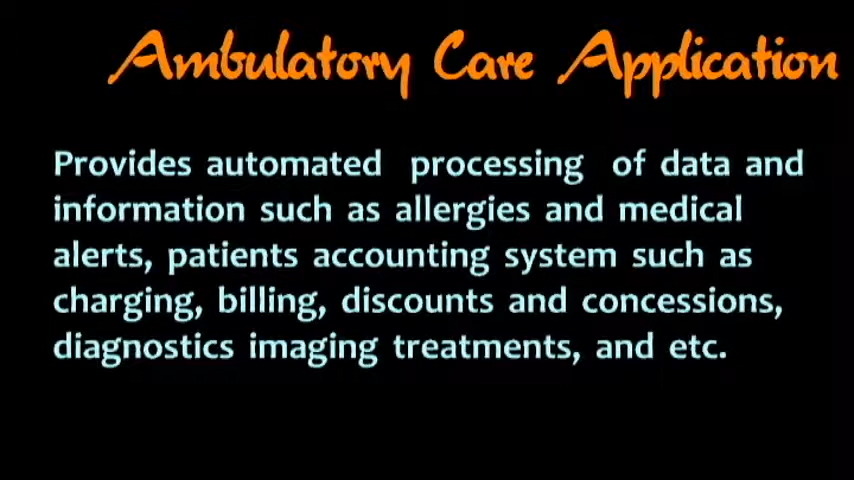 Ambulatory Care Application
Provides automated processing of data and
information such as allergies and medical
alerts, patients accounting system such as
charging, billing, discounts and concessions,
diagnostics imaging treatments, and etc.